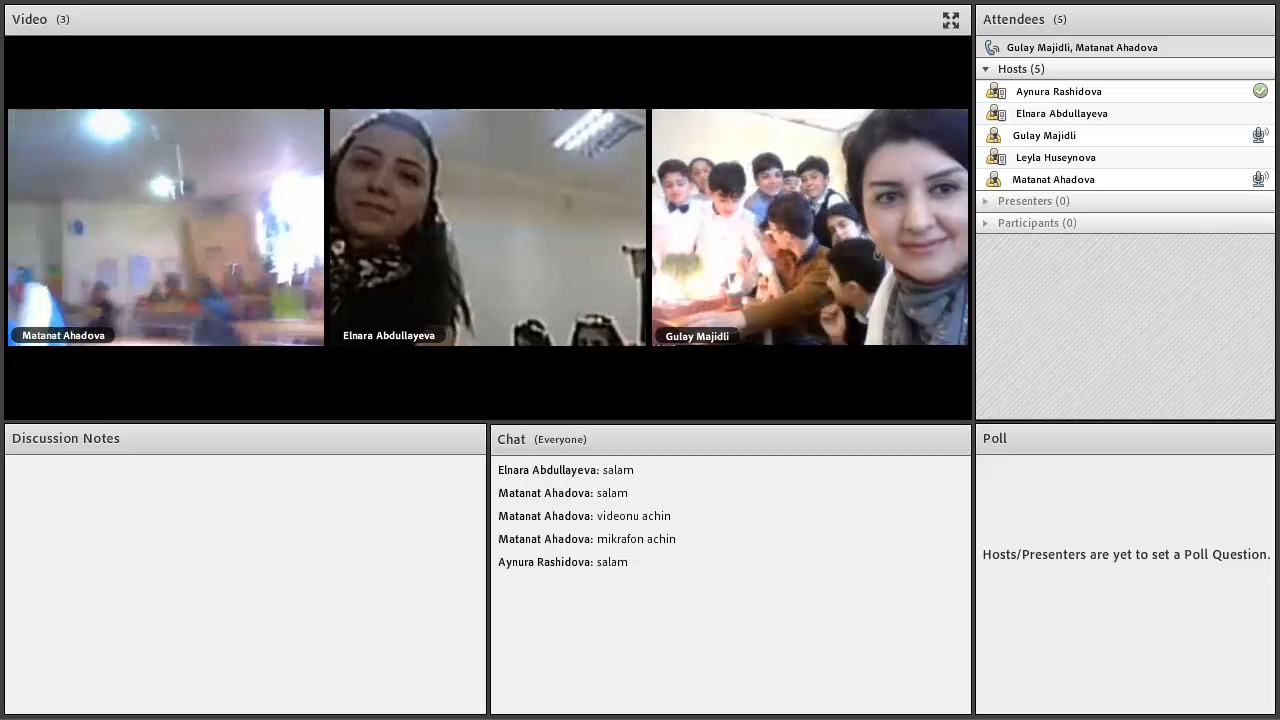 Video (3)
Matanat Ahadova
Elnara Abdullayeva
Gulay Majidli
Attendees (5)
Gulay Majidli, Matanat Ahadova
Hosts (5)
Aynura Rashidova
Elnara Abdullayeva
Gulay Majidli
Leyla Huseynova
Matanat Ahadova
Presenters (0)
Participants (0)
Discussion Notes
Chat (Everyone)
Elnara Abdullayeva: salam
Matanat Ahadova: salam
Matanat Ahadova: videonu achin
Matanat Ahadova: mikrafon achin
Aynura Rashidova: salam
Poll
Hosts/Presenters are yet to set a Poll Question.